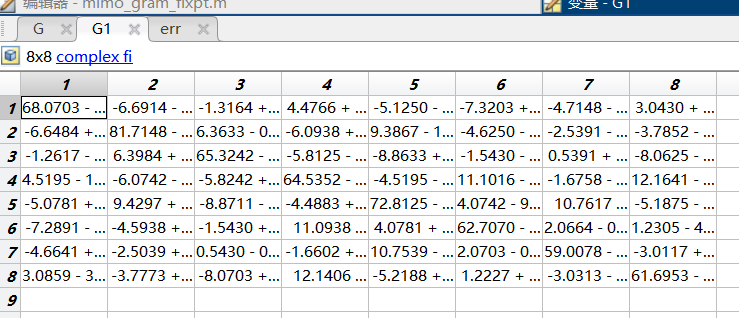 编辑器 - mimo_gram_fixpt.m 变量 - G1
G G1 err
8x8 complex fi
1 2 3 4 5 6 7 8
1 68.0703 - ... -6.6914 - ... -1.3164 + ... 4.4766 + ... -5.1250 - ... -7.3203 + ... -4.7148 - ... 3.0430 + ...
2 -6.6484 + ... 81.7148 - ... 6.3633 - 0... -6.0938 + ... 9.3867 - 1... -4.6250 - ... -2.5391 - ... -3.7852 - ...
3 -1.2617 - ... 6.3984 + ... 65.3242 - ... -5.8125 - ... -8.8633 + ... -1.5430 - ... 0.5391 + ... -8.0625 - ...
4 4.5195 - 1... -6.0742 - ... -5.8242 + ... 64.5352 - ... -4.5195 - ... 11.1016 - ... -1.6758 - ... 12.1641 - ...
5 -5.0781 + ... 9.4297 + ... -8.8711 - ... -4.4883 + ... 72.8125 - ... 4.0742 - 9... 10.7617 ... -5.1875 - ...
6 -7.2891 - ... -4.5938 + ... -1.5430 + ... 11.0938 ... 4.0781 + ... 62.7070 - ... 2.0664 - 0... 1.2305 - 4...
7 -4.6641 + ... -2.5039 + ... 0.5430 - 0... -1.6602 + ... 10.7539 - ... 2.0703 - 0... 59.0078 - ... -3.0117 + ...
8 3.0859 - 3... -3.7773 + ... -8.0703 + ... 12.1406 ... -5.2188 + ... 1.2227 + ... -3.0313 - ... 61.6953 - ...
9